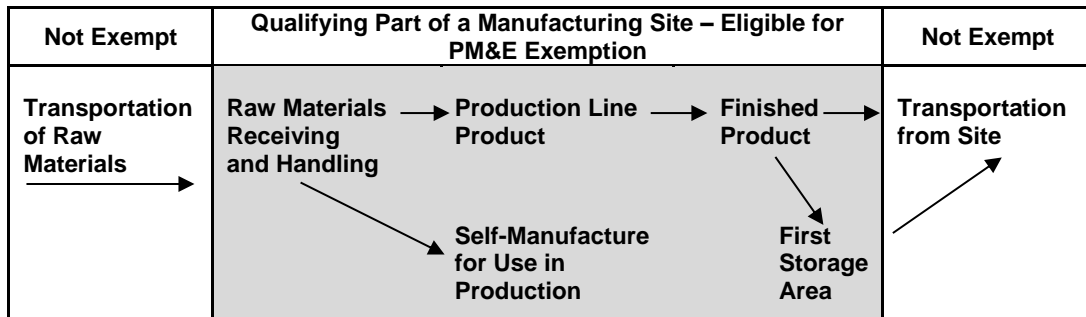 Not Exempt
Qualifying Part of a Manufacturing Site – Eligible for
PM&E Exemption
Not Exempt
Transportation
of Raw
Materials
Raw Materials
Receiving
and Handling
Production Line
Product
Finished
Product
Transportation
from Site
Self-Manufacture
for Use in
Production
First
Storage
Area